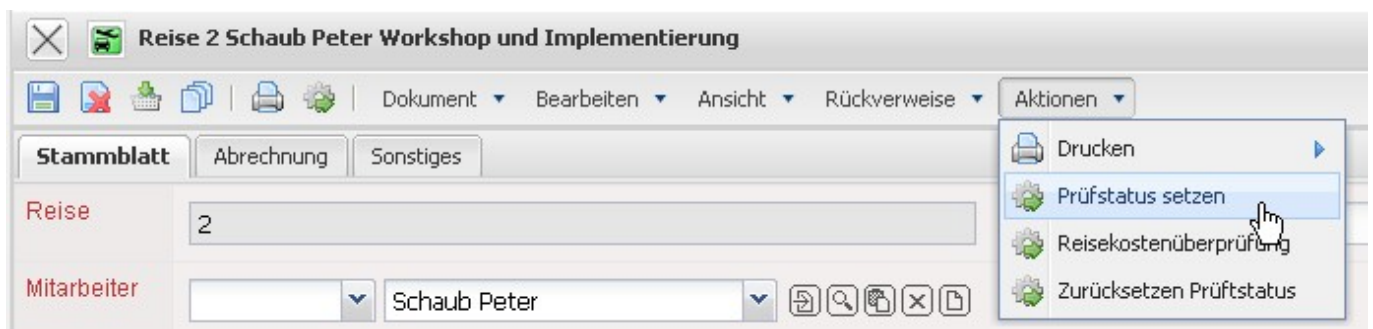 Reise 2 Schaub Peter Workshop und Implementierung
Dokument Bearbeiten Ansicht Rückverweise Aktionen
Stammblatt Abrechnung Sonstiges
Drucken
Prüfstatus setzen
Reise 2
Reisekostenüberprüfung
Mitarbeiter Schaub Peter
Zurücksetzen Prüftstatus